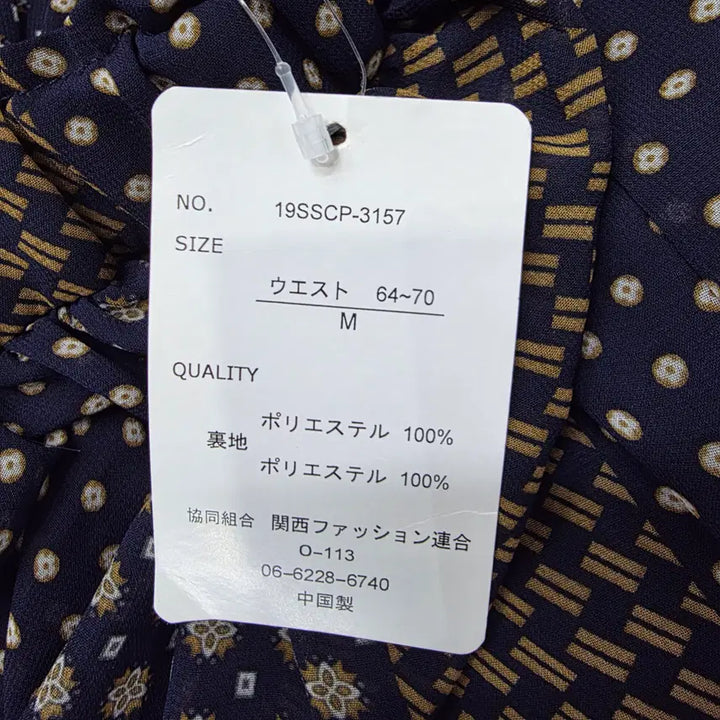 NO. 19SSCP-3157
SIZE
ウエスト 64~70
M
QUALITY
ポリエステル 100%
裏地
ポリエステル 100%
協同組合 関西ファッション連合
O-113
06-6228-6740
中国製